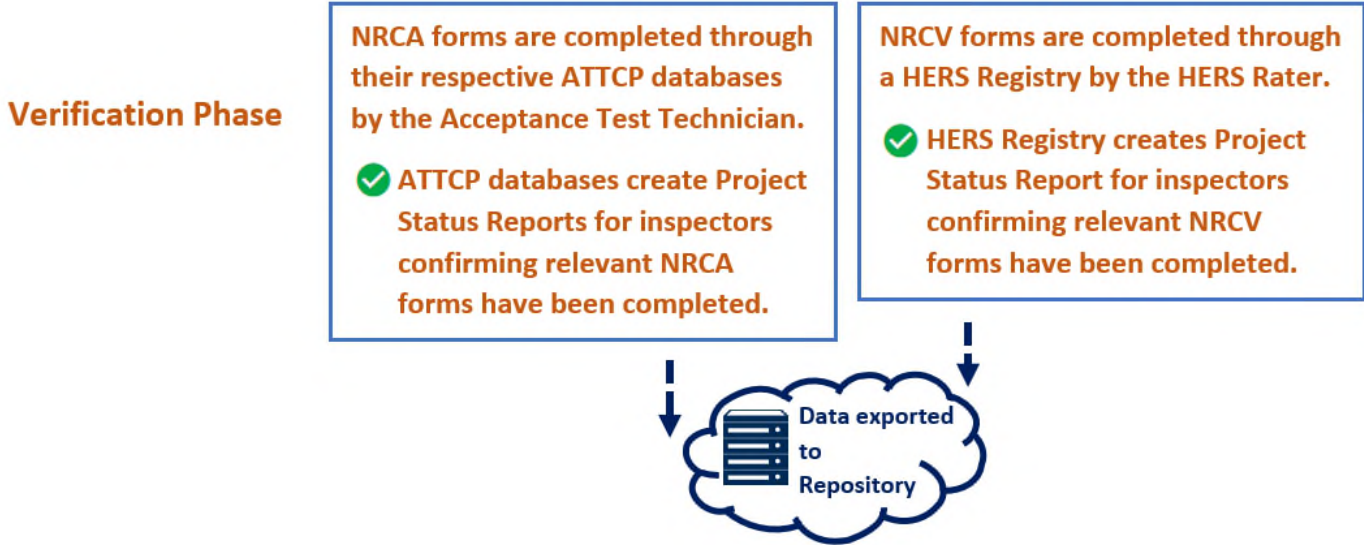 Verification Phase
NRCA forms are completed through
their respective ATTCP databases
by the Acceptance Test Technician.
ATTCP databases create Project
Status Reports for inspectors
confirming relevant NRCA
forms have been completed.
NRCV forms are completed through
a HERS Registry by the HERS Rater.
HERS Registry creates Project
Status Report for inspectors
confirming relevant NRCV
forms have been completed.
Data exported
to
Repository